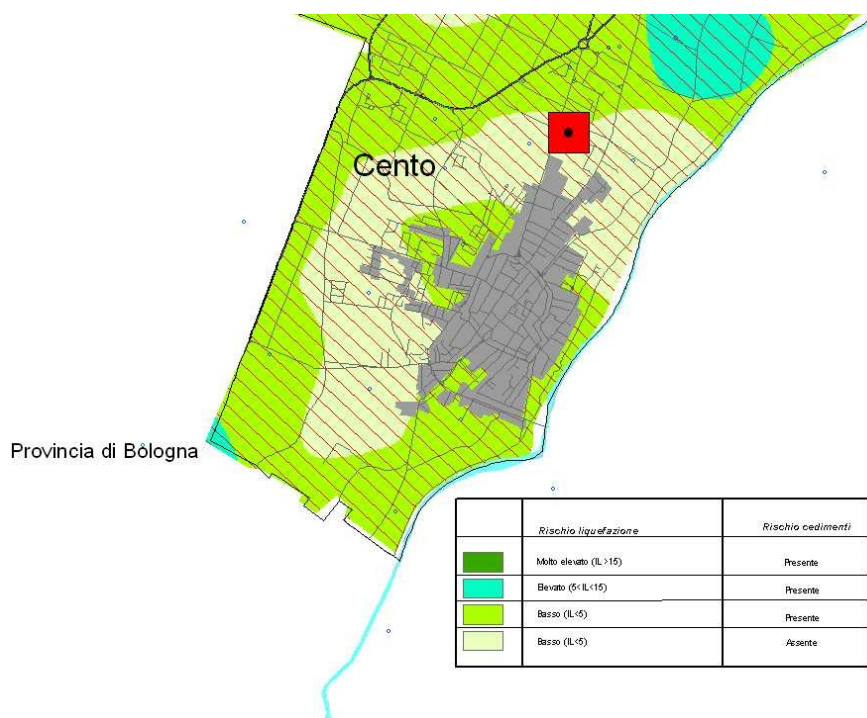 Cento
Provincia di Bologna
Rischio liquefazione Rischio cedimenti
Molto elevato (IL >15) Presente
Elevato (5<IL<15) Presente
Basso (IL<5) Presente
Basso (IL<5) Assente